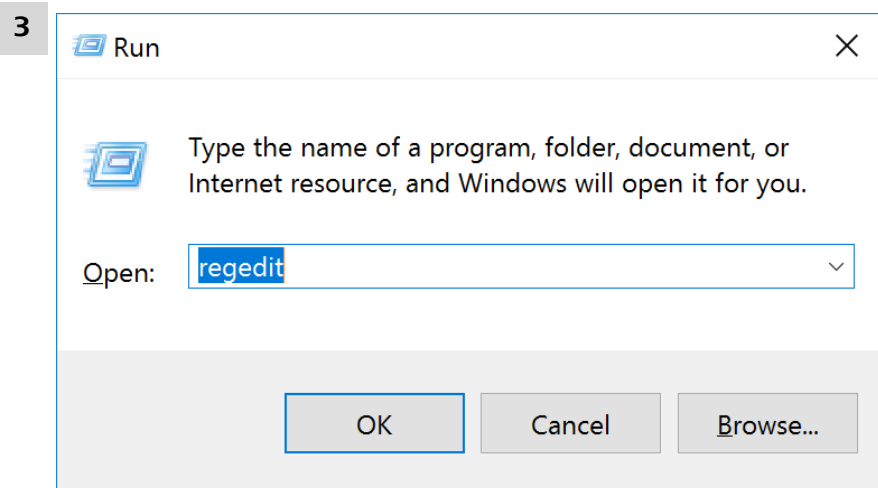 3
Run
Type the name of a program, folder, document, or
Internet resource, and Windows will open it for you.
Open: regedit
OK Cancel Browse...